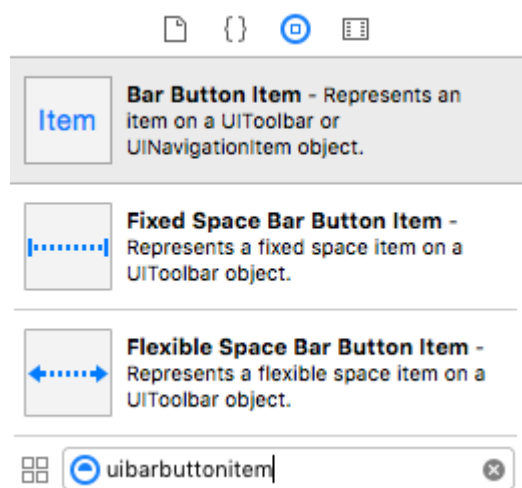 {}
Item
Bar Button Item - Represents an
item on a UIToolbar or
UINavigationItem object.
Fixed Space Bar Button Item -
Represents a fixed space item on a
UIToolbar object.
Flexible Space Bar Button Item -
Represents a flexible space item on a
UIToolbar object.
uibarbuttonitem